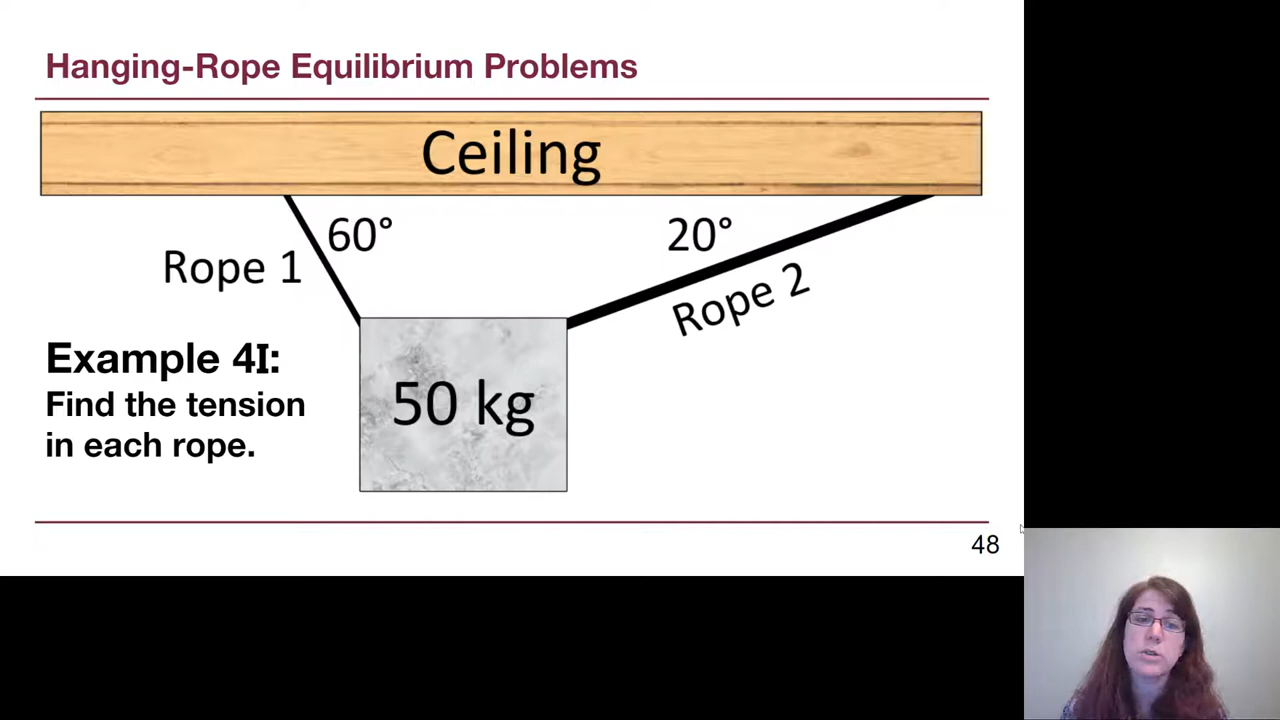 Hanging-Rope Equilibrium Problems
Ceiling
60°
20°
Rope 1
Rope 2
Example 4I:
Find the tension
in each rope.
50 kg
48